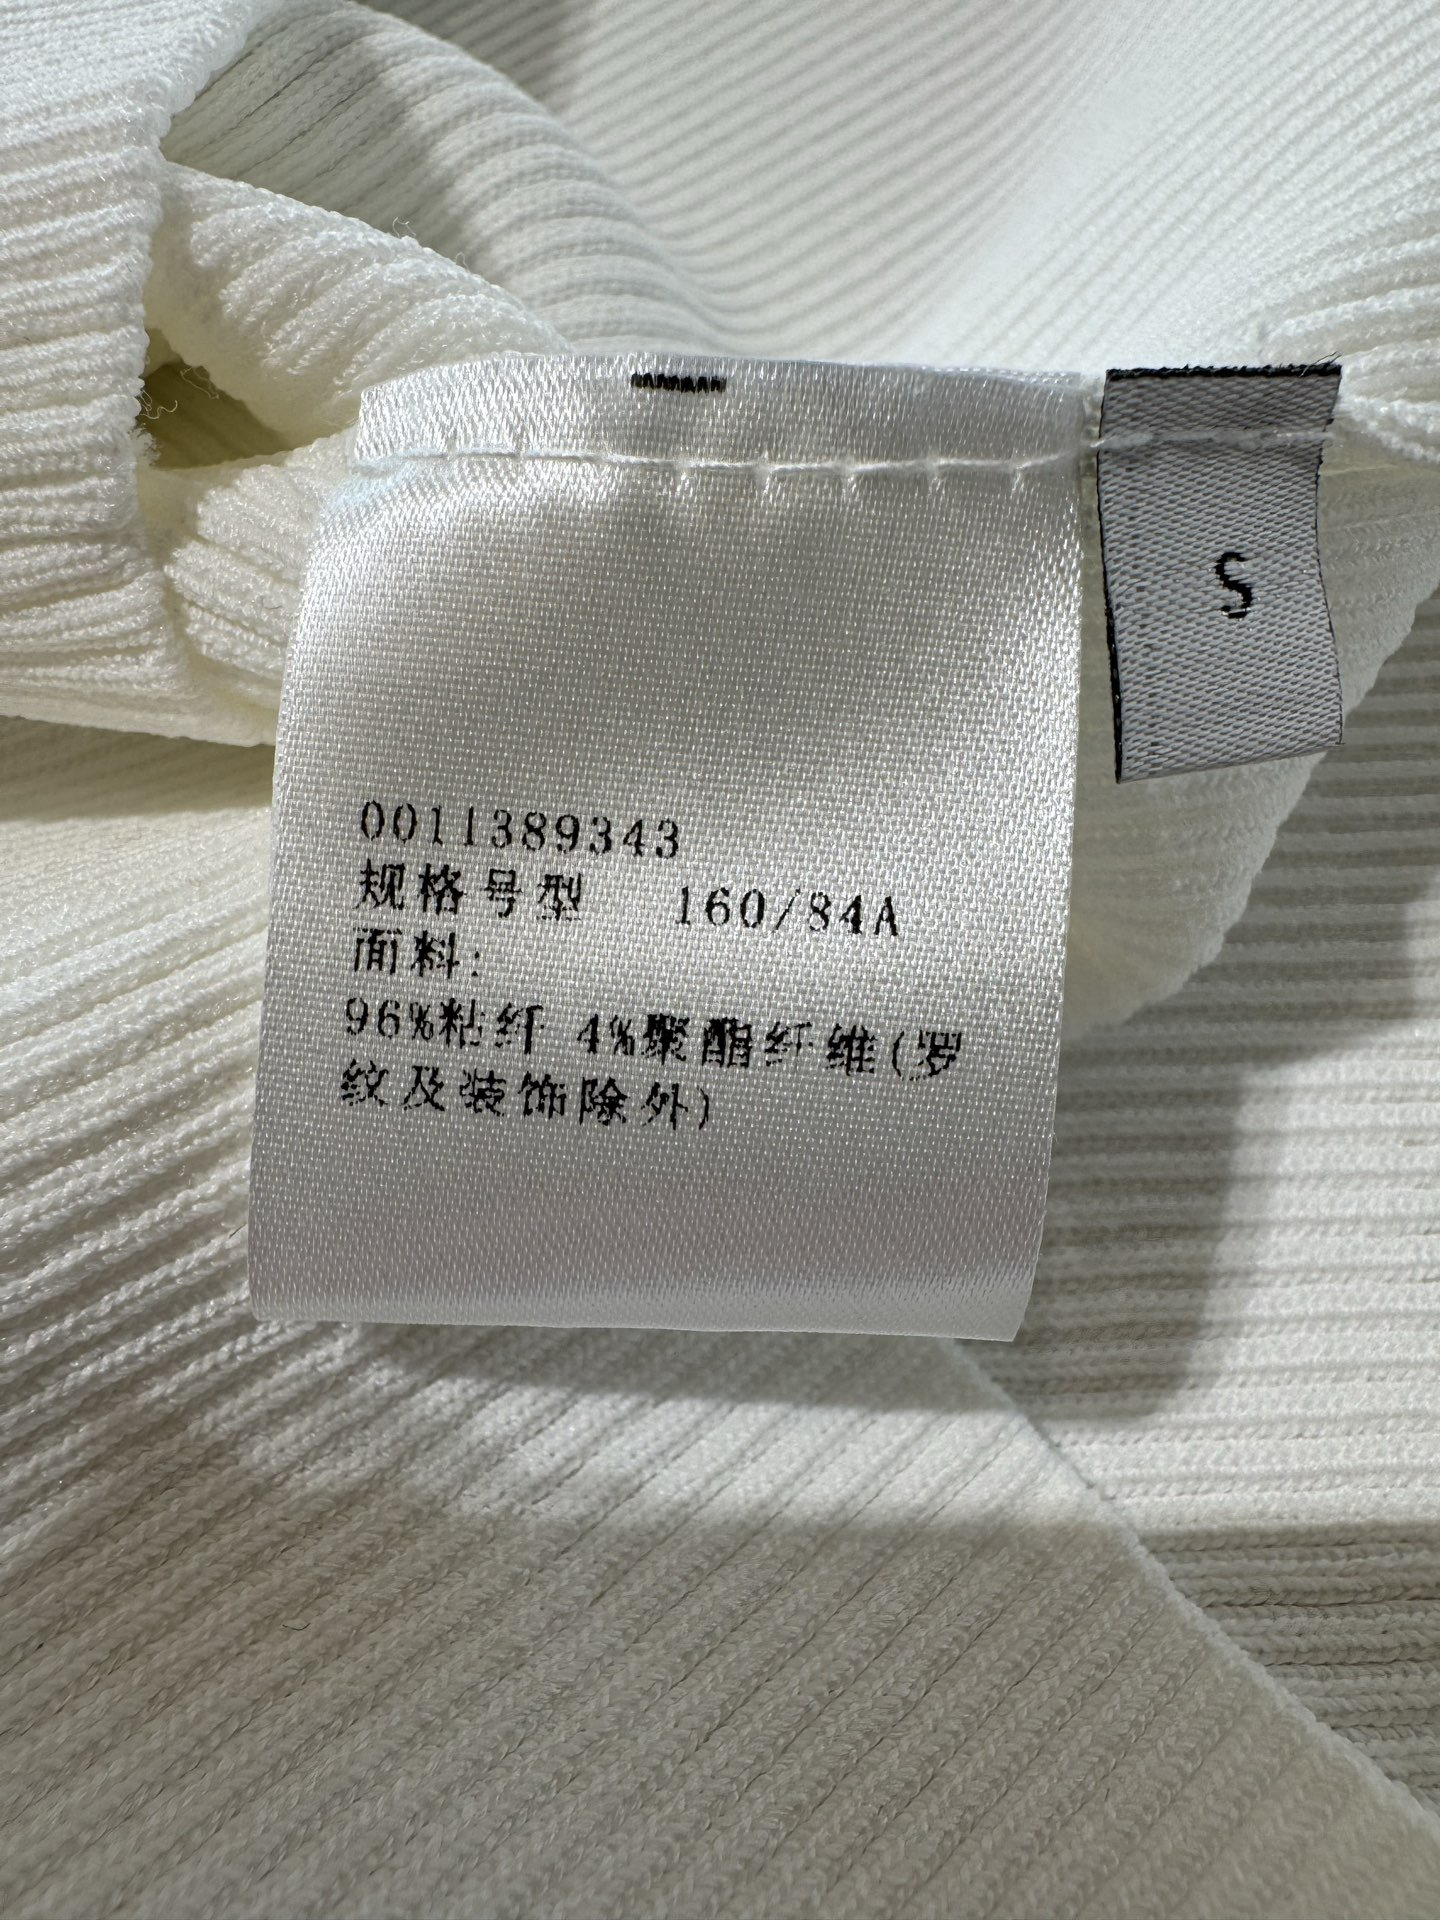 S
0011389343
规格号型 160/84A
面料:
96%粘纤 4%聚酯纤维(罗
纹及装饰除外)